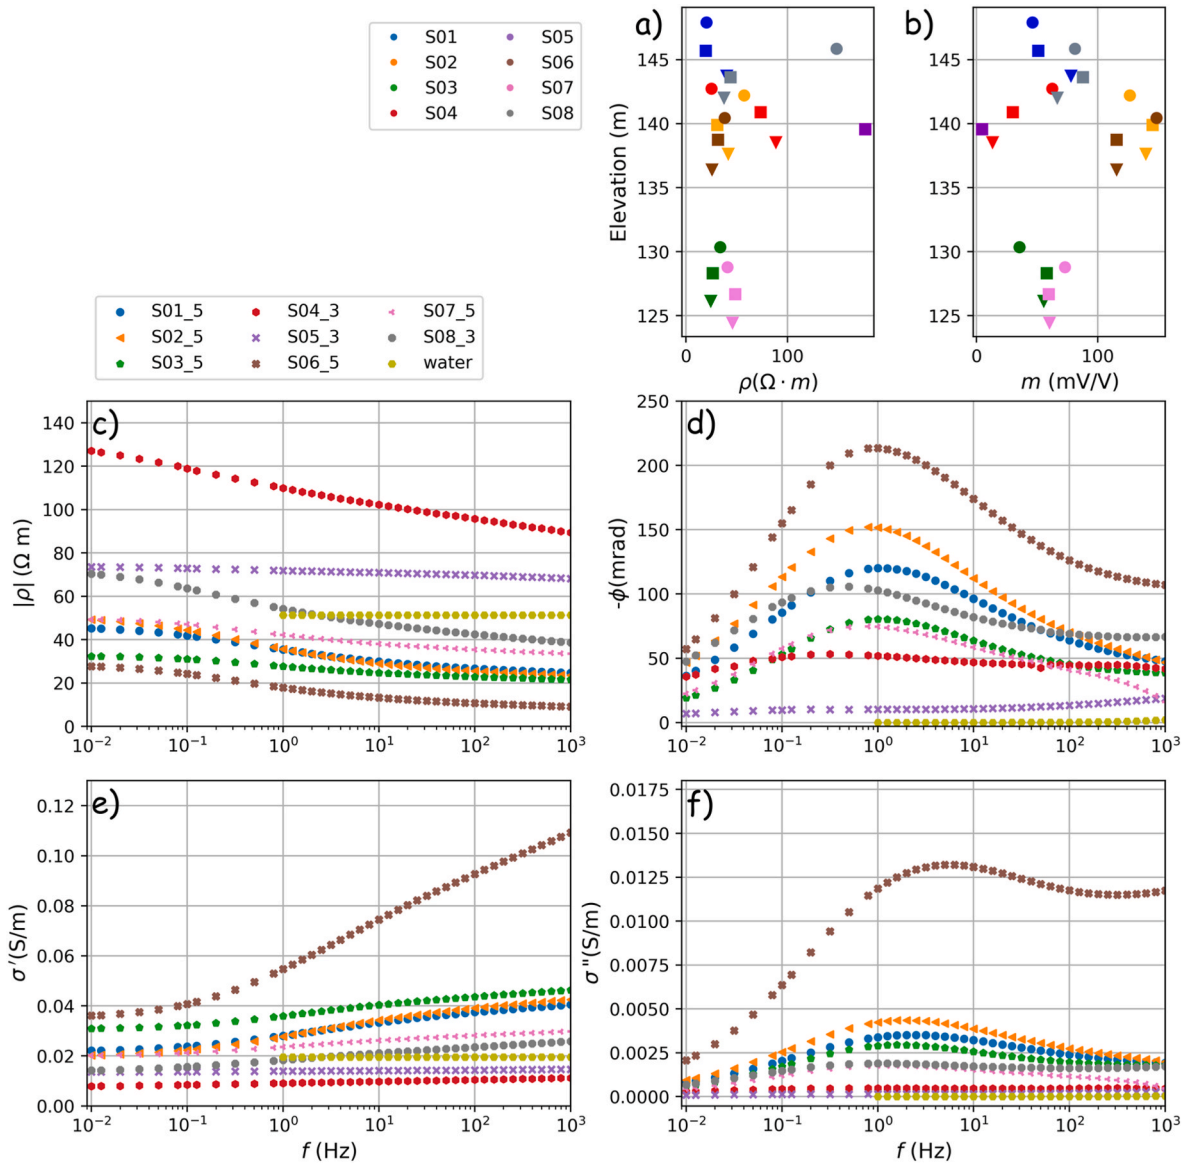 S01
S02
S03
S04
S05
S06
S07
S08
a)
Elevation (m)
145
140
135
130
125
0
100
ρ(Ω · m)
b)
0
100
m (mV/V)
S01_5
S02_5
S03_5
S04_3
S05_3
S06_5
S07_5
S08_3
water
c)
|ρ| (Ω m)
140
120
100
80
60
40
20
0
10⁻² 10⁻¹ 10⁰ 10¹ 10² 10³
d)
-ϕ(mrad)
250
200
150
100
50
0
10⁻² 10⁻¹ 10⁰ 10¹ 10² 10³
e)
σ′(S/m)
0.12
0.10
0.08
0.06
0.04
0.02
0.00
10⁻² 10⁻¹ 10⁰ 10¹ 10² 10³
f (Hz)
f)
σ"(S/m)
0.0175
0.0150
0.0125
0.0100
0.0075
0.0050
0.0025
0.0000
10⁻² 10⁻¹ 10⁰ 10¹ 10² 10³
f (Hz)